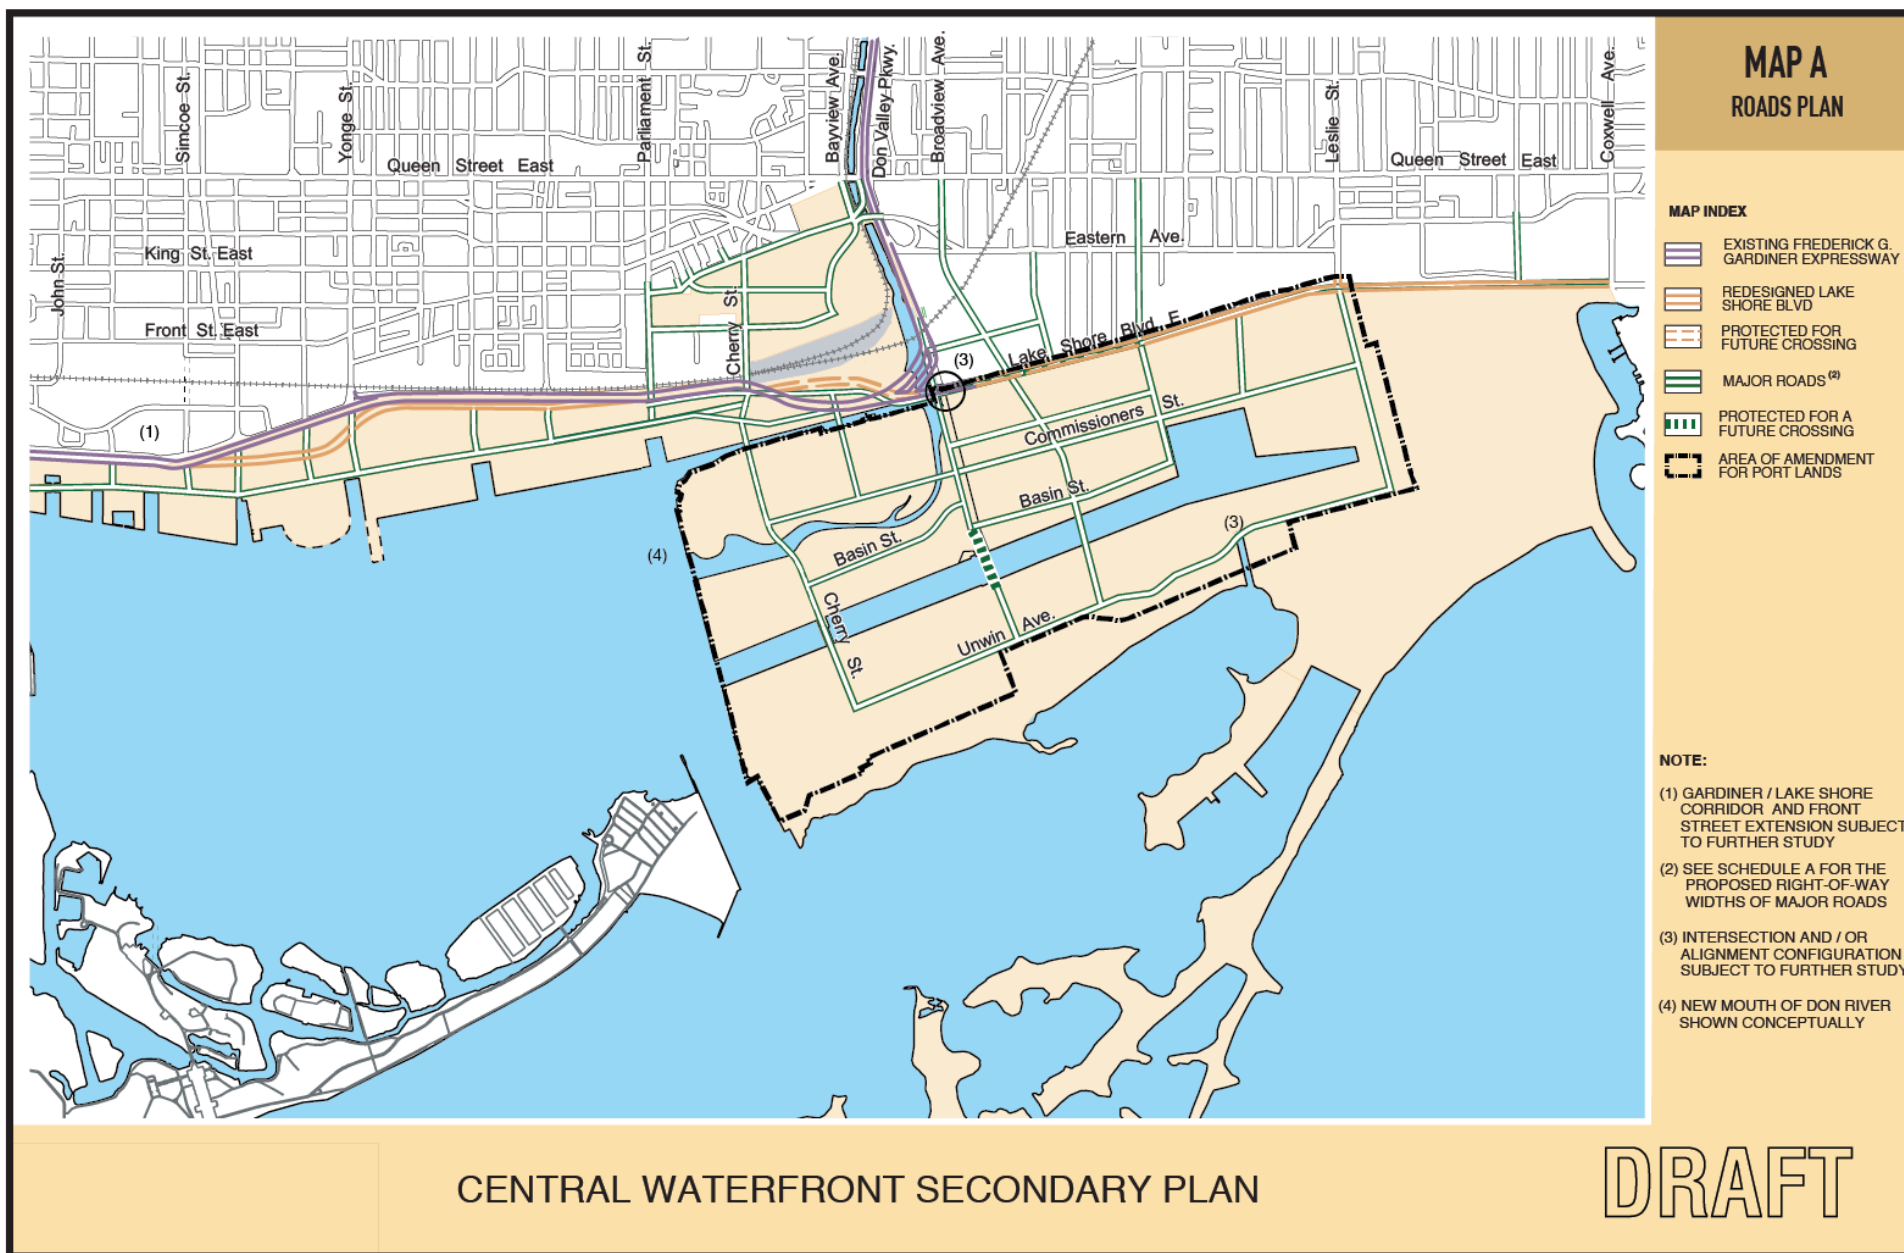 MAP A
ROADS PLAN
Simcoe St.
Yonge St.
Parliament St.
Bayview Ave.
Don Valley Pkwy.
Broadview Ave.
Leslie St.
Coxwell Ave.
Queen Street East
Queen Street East
John St.
King St. East
Eastern Ave.
Front St. East
Cherry St.
Lake Shore Blvd E
(3)
(1)
Commissioners St.
Basin St.
(3)
(4)
Basin St.
Cherry St.
Unwin Ave.
MAP INDEX
EXISTING FREDERICK G.
GARDINER EXPRESSWAY
REDESIGNED LAKE
SHORE BLVD
PROTECTED FOR
FUTURE CROSSING
MAJOR ROADS (2)
PROTECTED FOR A
FUTURE CROSSING
AREA OF AMENDMENT
FOR PORT LANDS
NOTE:
(1) GARDINER / LAKE SHORE
CORRIDOR AND FRONT
STREET EXTENSION SUBJECT
TO FURTHER STUDY
(2) SEE SCHEDULE A FOR THE
PROPOSED RIGHT-OF-WAY
WIDTHS OF MAJOR ROADS
(3) INTERSECTION AND / OR
ALIGNMENT CONFIGURATION
SUBJECT TO FURTHER STUDY
(4) NEW MOUTH OF DON RIVER
SHOWN CONCEPTUALLY
CENTRAL WATERFRONT SECONDARY PLAN
DRAFT